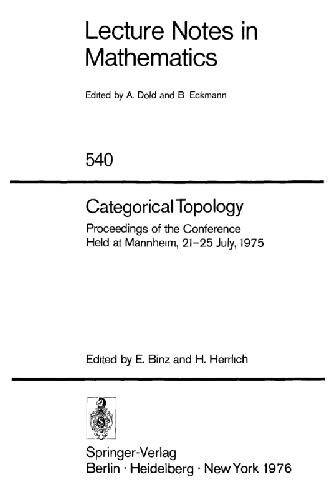 Lecture Notes in
Mathematics
Edited by A. Dold and B. Eckmann
540
Categorical Topology
Proceedings of the Conference
Held at Mannheim, 21-25 July, 1975
Edited by E. Binz and H. Herrlich
Springer-Verlag
Berlin · Heidelberg · New York 1976